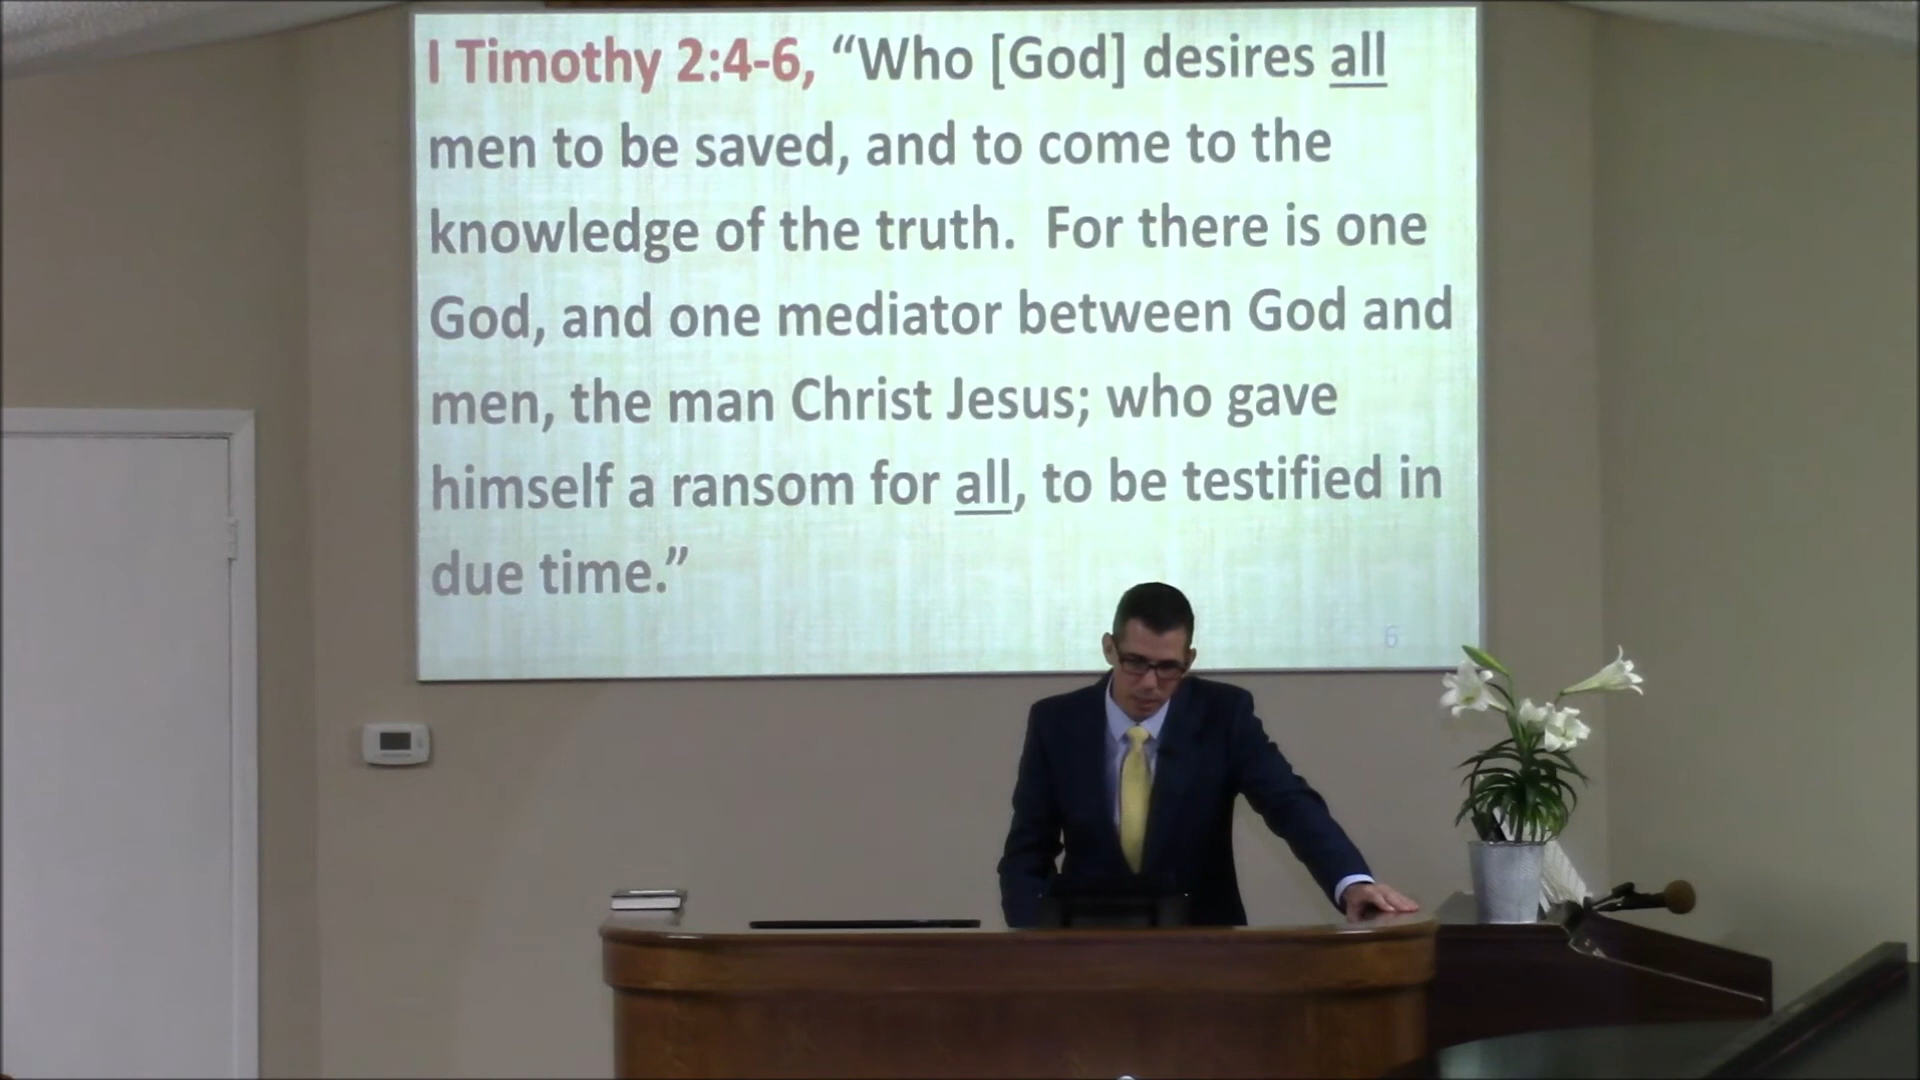 I Timothy 2:4-6, “Who [God] desires all
men to be saved, and to come to the
knowledge of the truth.  For there is one
God, and one mediator between God and
men, the man Christ Jesus; who gave
himself a ransom for all, to be testified in
due time.”
6